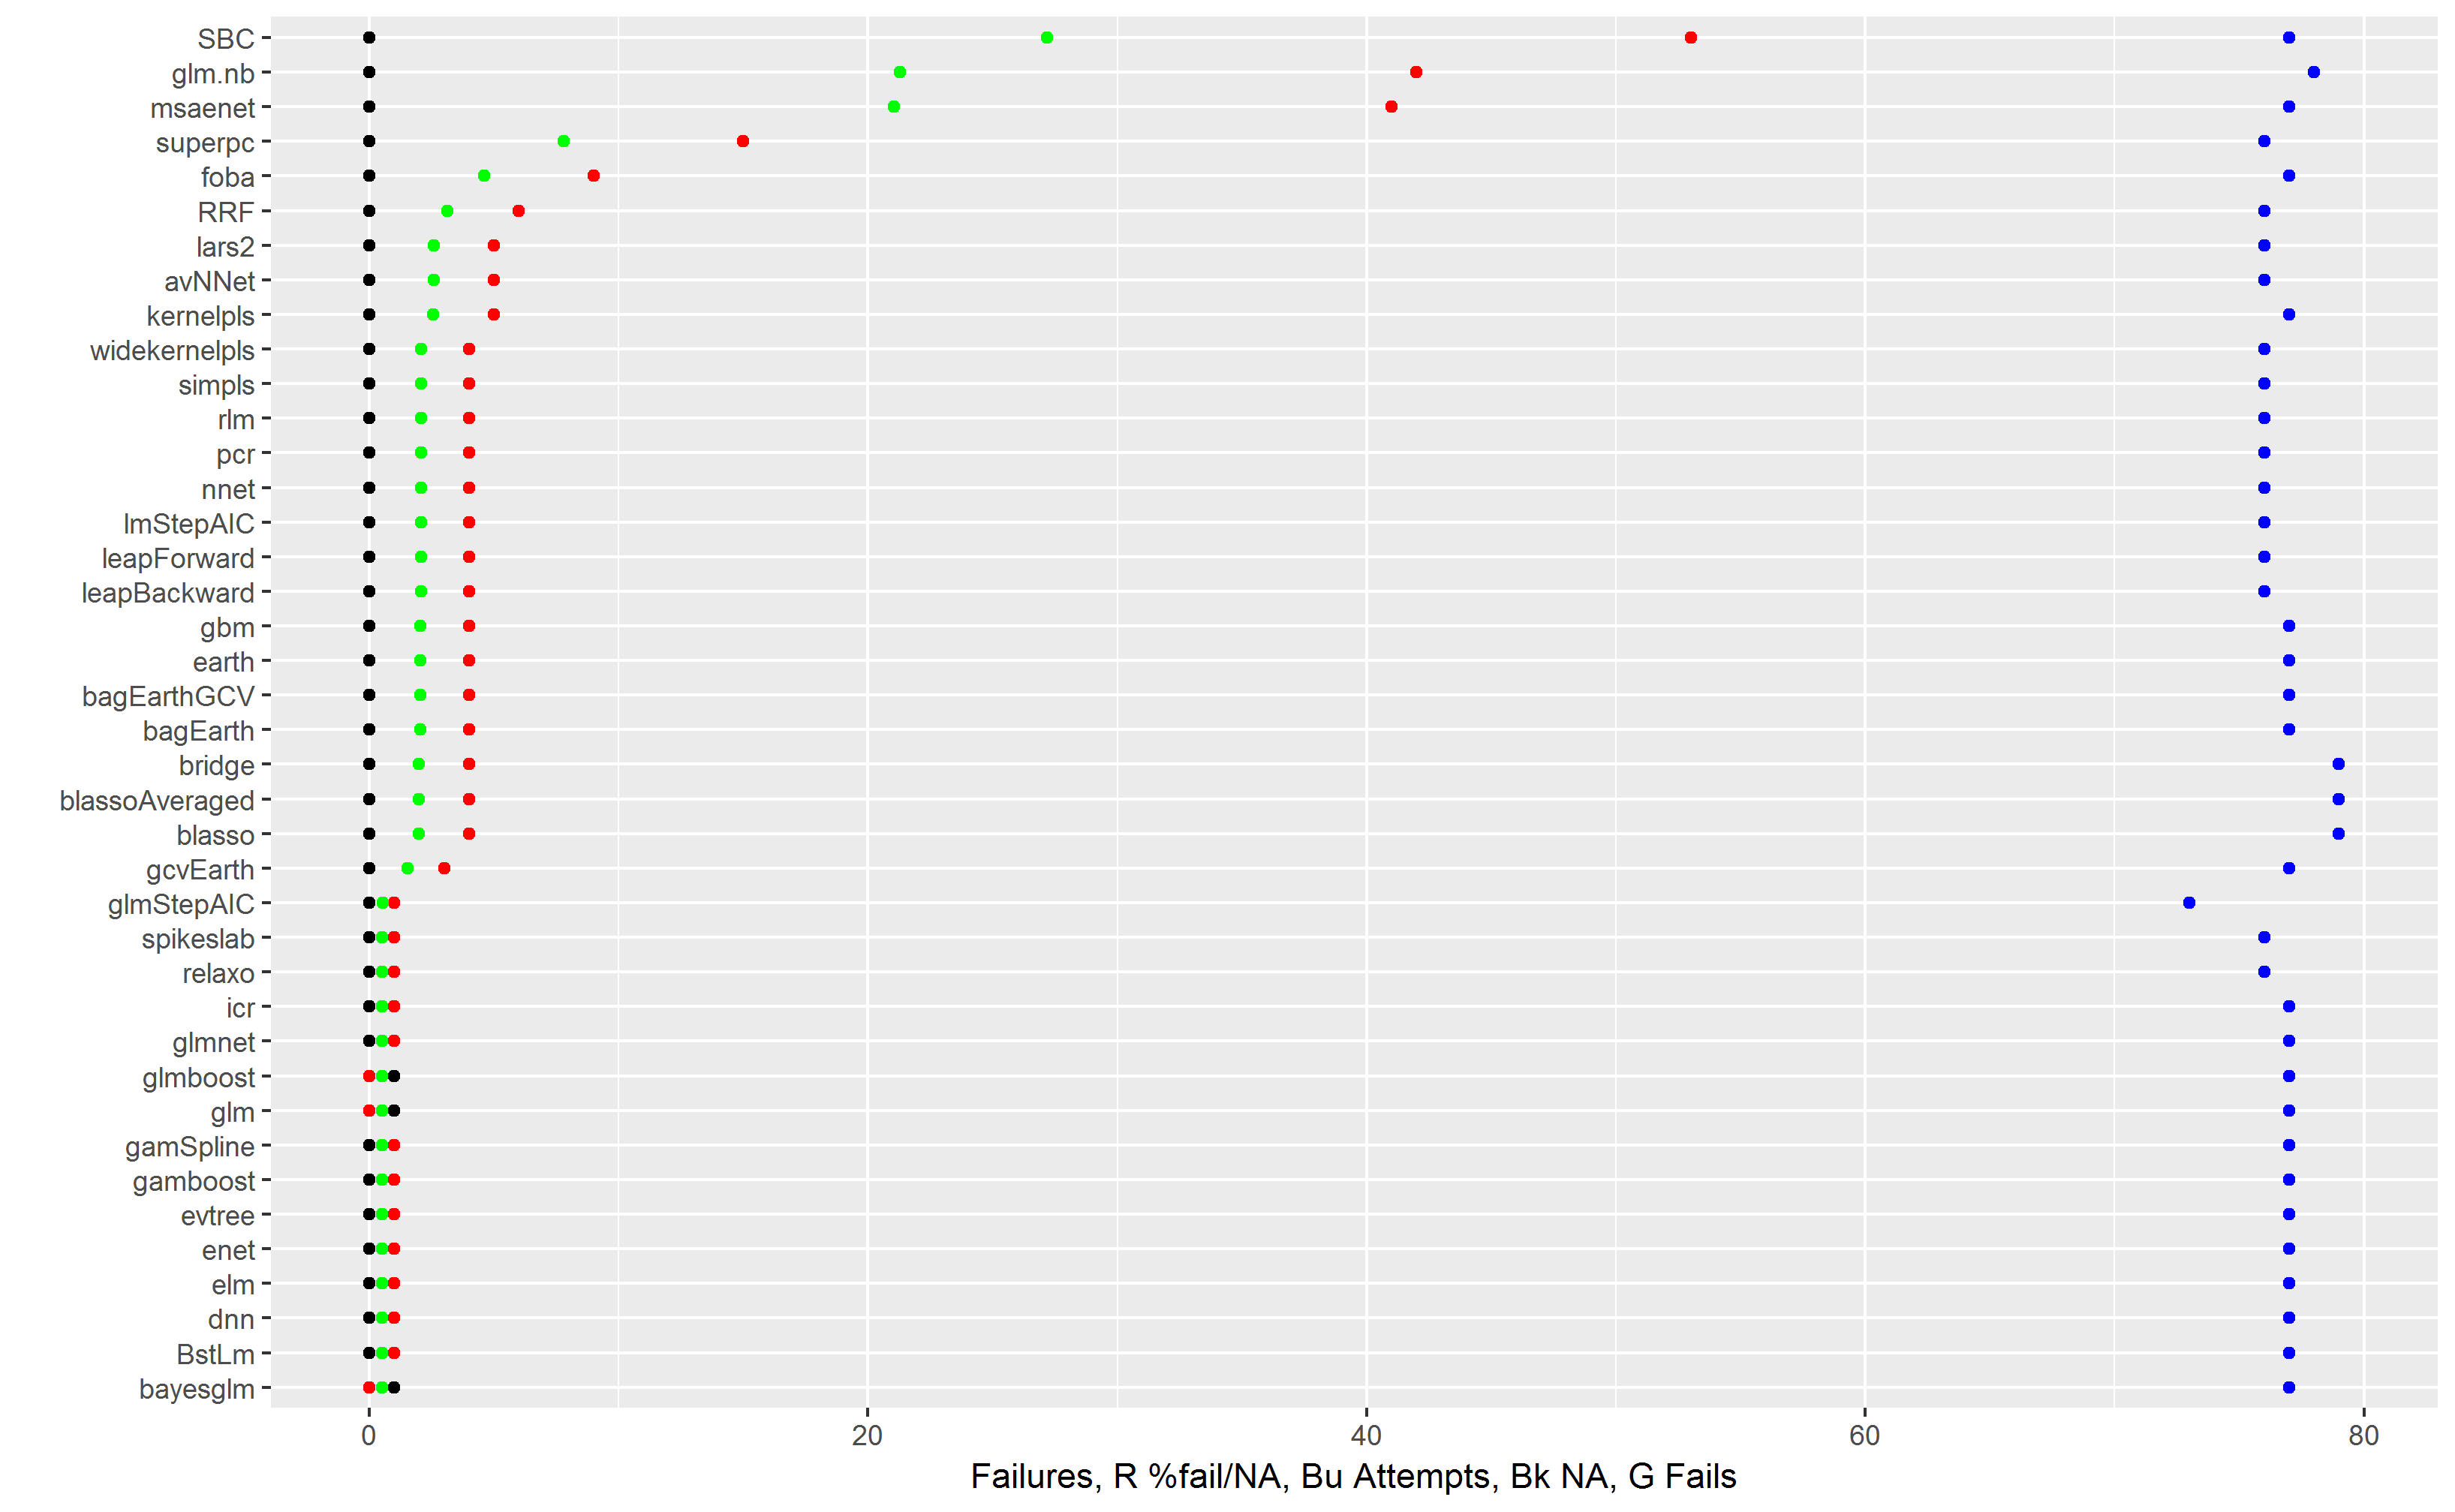 SBC
glm.nb
msaenet
superpc
foba
RRF
lars2
avNNet
kernelpls
widekernelpls
simpls
rlm
pcr
nnet
lmStepAIC
leapForward
leapBackward
gbm
earth
bagEarthGCV
bagEarth
bridge
blassoAveraged
blasso
gcvEarth
glmStepAIC
spikeslab
relaxo
icr
glmnet
glmboost
glm
gamSpline
gamboost
evtree
enet
elm
dnn
BstLm
bayesglm
0 20 40 60 80
Failures, R %fail/NA, Bu Attempts, Bk NA, G Fails